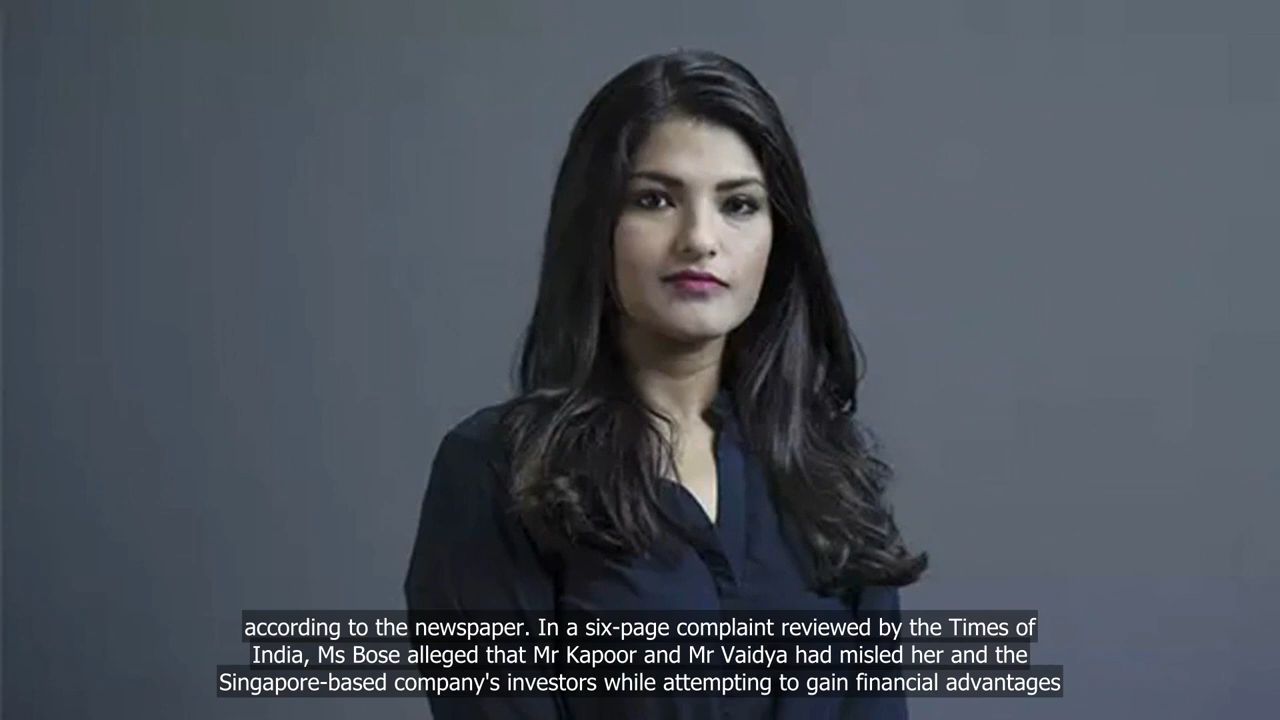 according to the newspaper. In a six-page complaint reviewed by the Times of
India, Ms Bose alleged that Mr Kapoor and Mr Vaidya had misled her and the
Singapore-based company's investors while attempting to gain financial advantages